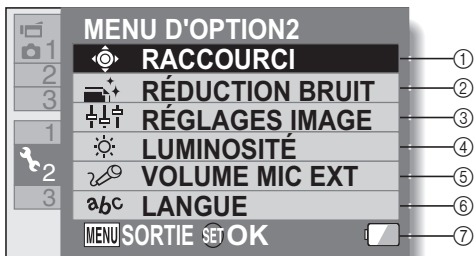 MENU D'OPTION2
1 RACCOURCI ①
2 RÉDUCTION BRUIT ②
3 RÉGLAGES IMAGE ③
1 LUMINOSITÉ ④
2 VOLUME MIC EXT ⑤
3 abc LANGUE ⑥
MENU SORTIE SET OK ⑦